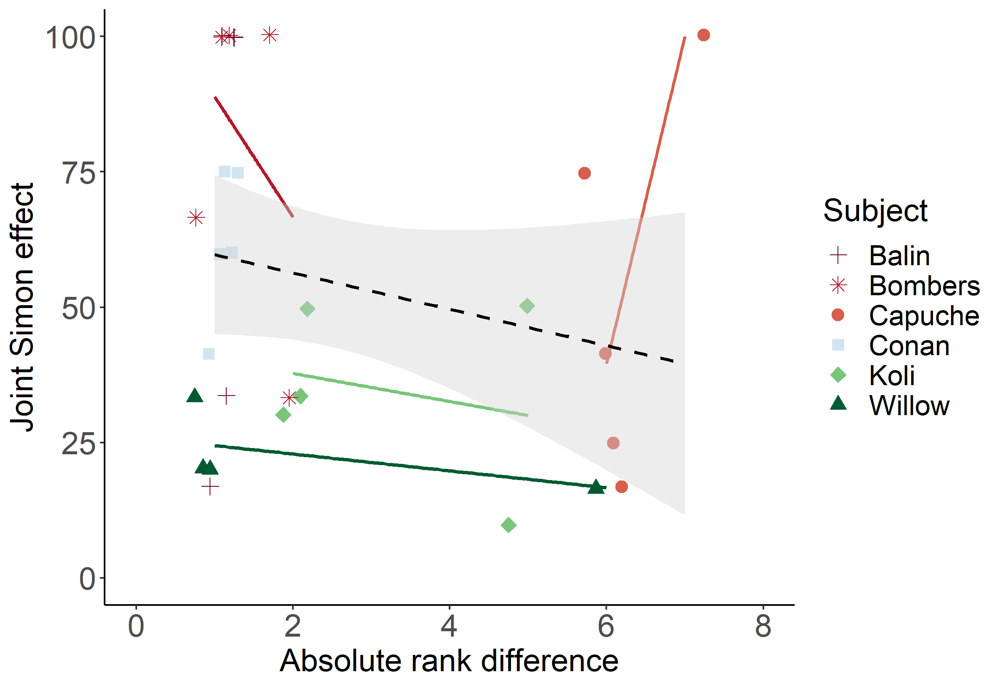 Joint Simon effect
100
75
50
25
0
0 2 4 6 8
Absolute rank difference
Subject
Balin
Bombers
Capuche
Conan
Koli
Willow